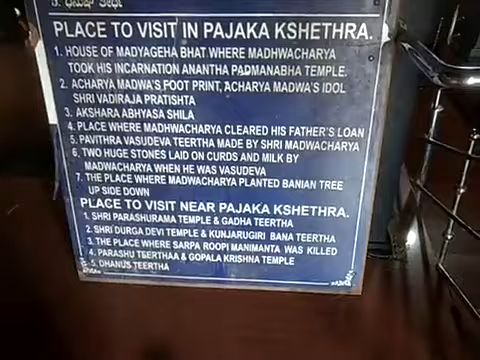 5. ಧನುಷ್ ತೀರ್ಥ
PLACE TO VISIT IN PAJAKA KSHETHRA.
1. HOUSE OF MADYAGEHA BHAT WHERE MADHWACHARYA
TOOK HIS INCARNATION ANANTHA PADMANABHA TEMPLE.
2. ACHARYA MADWA'S FOOT PRINT, ACHARYA MADWA'S IDOL
SHRI VADIRAJA PRATISHTA
3. AKSHARA ABHYASA SHILA
4. PLACE WHERE MADHWACHARYA CLEARED HIS FATHER'S LOAN
5. PAVITHRA VASUDEVA TEERTHA MADE BY SHRI MADWACHARYA
6. TWO HUGE STONES LAID ON CURDS AND MILK BY
MADWACHARYA WHEN HE WAS VASUDEVA
7. THE PLACE WHERE MADWACHARYA PLANTED BANIAN TREE
UP SIDE DOWN
PLACE TO VISIT NEAR PAJAKA KSHETHRA.
1. SHRI PARASHURAMA TEMPLE & GADHA TEERTHA
2. SHRI DURGA DEVI TEMPLE & KUNJARUGIRI BANA TEERTHA
3. THE PLACE WHERE SARPA ROOPI MANIMANTA WAS KILLED
4. PARASHU TEERTHAA & GOPALA KRISHNA TEMPLE
5. DHANUS TEERTHA